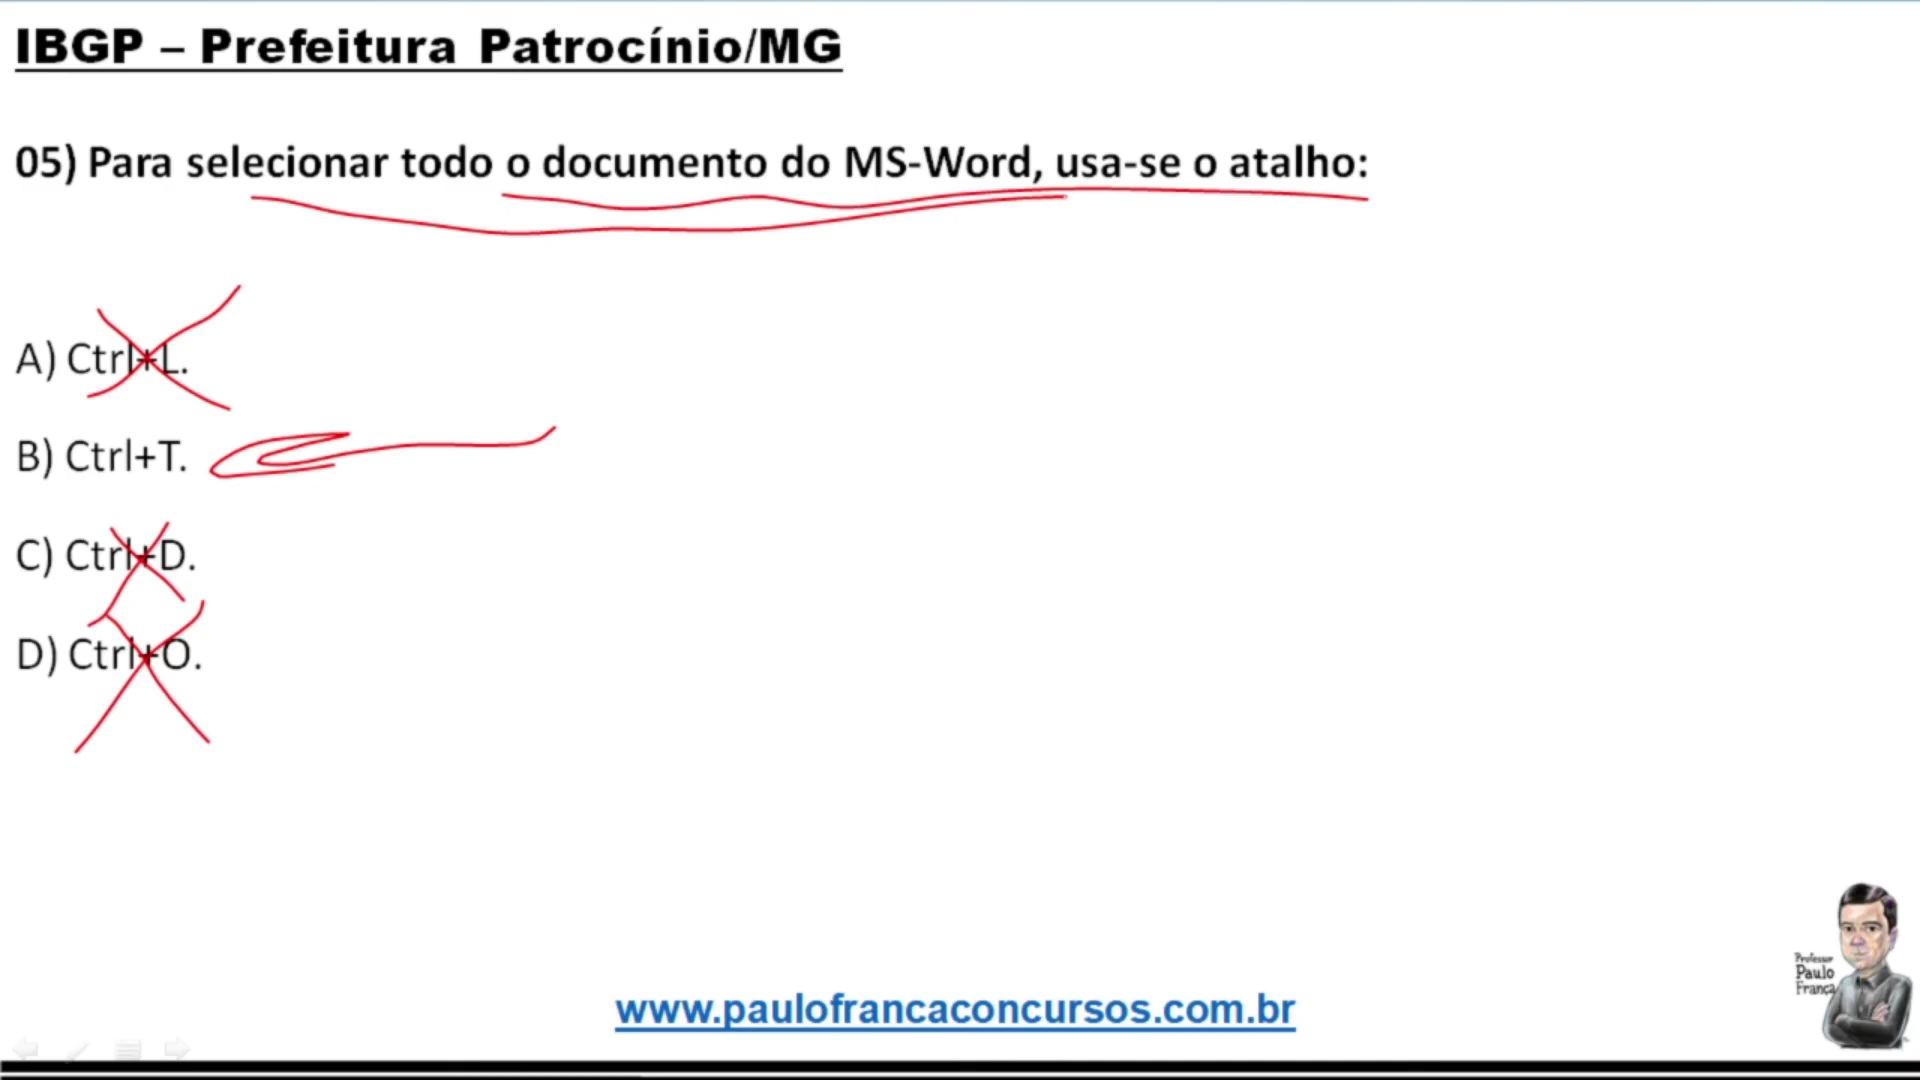 IBGP – Prefeitura Patrocínio/MG
05) Para selecionar todo o documento do MS-Word, usa-se o atalho:
A) Ctrl+L.
B) Ctrl+T.
C) Ctrl+D.
D) Ctrl+O.
Professor
Paulo
França
www.paulofrancaconcursos.com.br